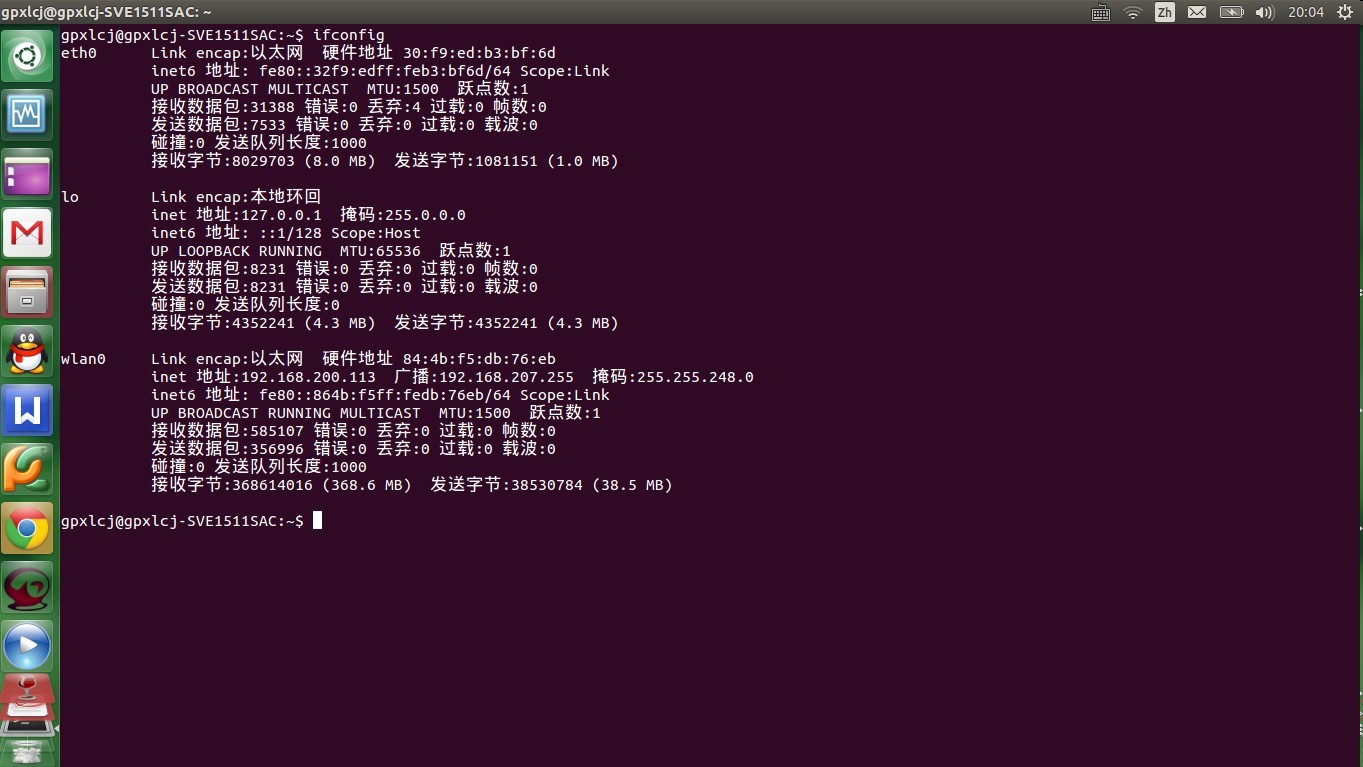 gpxlcj@gpxlcj-SVE1511SAC: ~
Zh
20:04
gpxlcj@gpxlcj-SVE1511SAC:~$ ifconfig
eth0 Link encap:以太网 硬件地址 30:f9:ed:b3:bf:6d
inet6 地址: fe80::32f9:edff:feb3:bf6d/64 Scope:Link
UP BROADCAST MULTICAST MTU:1500 跃点数:1
接收数据包:31388 错误:0 丢弃:4 过载:0 帧数:0
发送数据包:7533 错误:0 丢弃:0 过载:0 载波:0
碰撞:0 发送队列长度:1000
接收字节:8029703 (8.0 MB) 发送字节:1081151 (1.0 MB)
lo Link encap:本地环回
inet 地址:127.0.0.1 掩码:255.0.0.0
inet6 地址: ::1/128 Scope:Host
UP LOOPBACK RUNNING MTU:65536 跃点数:1
接收数据包:8231 错误:0 丢弃:0 过载:0 帧数:0
发送数据包:8231 错误:0 丢弃:0 过载:0 载波:0
碰撞:0 发送队列长度:0
接收字节:4352241 (4.3 MB) 发送字节:4352241 (4.3 MB)
wlan0 Link encap:以太网 硬件地址 84:4b:f5:db:76:eb
inet 地址:192.168.200.113 广播:192.168.207.255 掩码:255.255.248.0
inet6 地址: fe80::864b:f5ff:fedb:76eb/64 Scope:Link
UP BROADCAST RUNNING MULTICAST MTU:1500 跃点数:1
接收数据包:585107 错误:0 丢弃:0 过载:0 帧数:0
发送数据包:356996 错误:0 丢弃:0 过载:0 载波:0
碰撞:0 发送队列长度:1000
接收字节:368614016 (368.6 MB) 发送字节:38530784 (38.5 MB)
gpxlcj@gpxlcj-SVE1511SAC:~$